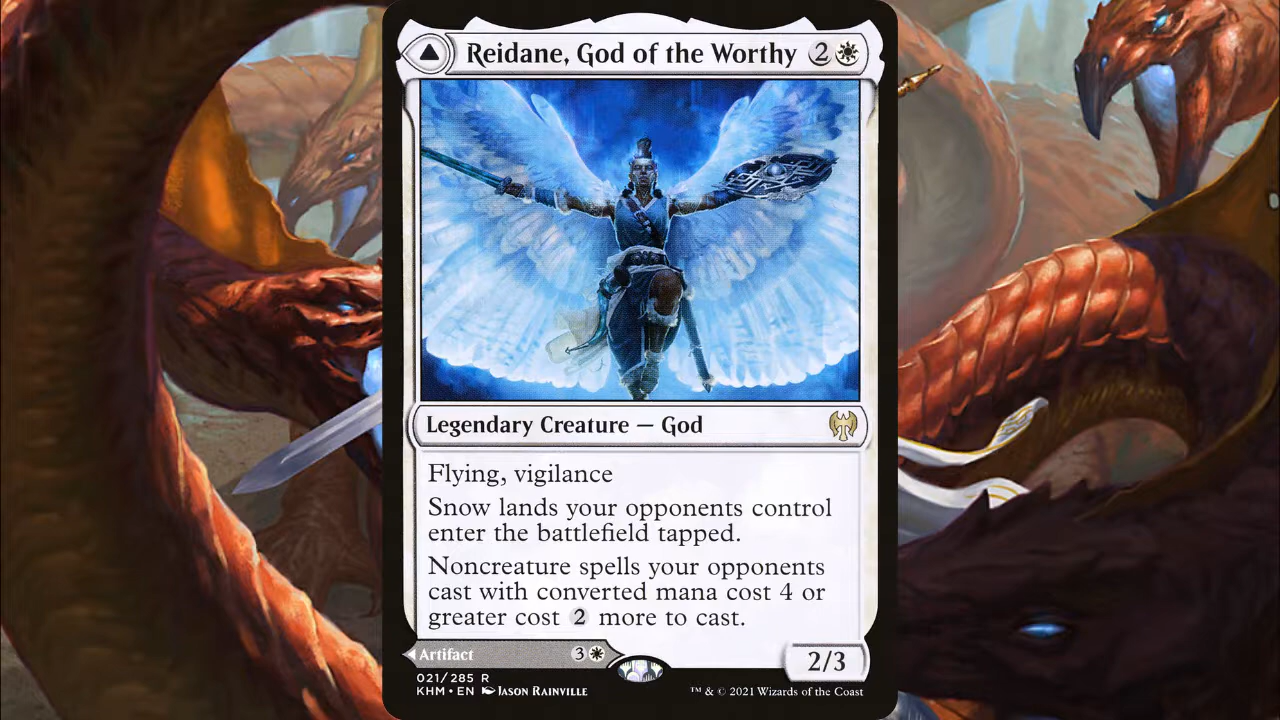 Reidane, God of the Worthy 2
Legendary Creature — God
Flying, vigilance
Snow lands your opponents control
enter the battlefield tapped.
Noncreature spells your opponents
cast with converted mana cost 4 or
greater cost 2 more to cast.
Artifact 3
2/3
021/285 R
KHM • EN Jason Rainville
™ & © 2021 Wizards of the Coast